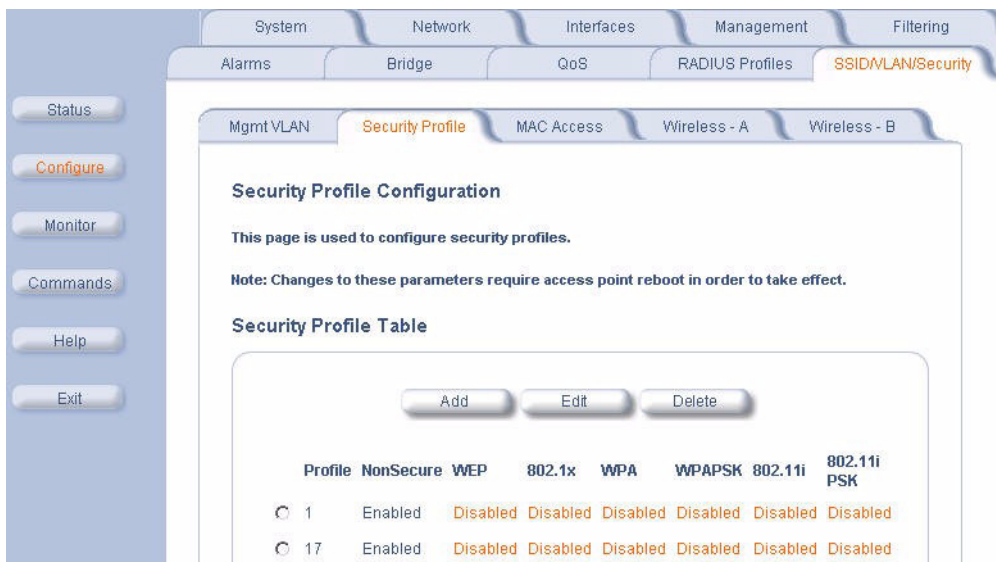 System Network Interfaces Management Filtering
Alarms Bridge QoS RADIUS Profiles SSID/VLAN/Security
Status
Configure
Monitor
Commands
Help
Exit
Mgmt VLAN Security Profile MAC Access Wireless - A Wireless - B
Security Profile Configuration
This page is used to configure security profiles.
Note: Changes to these parameters require access point reboot in order to take effect.
Security Profile Table
Add Edit Delete
Profile NonSecure WEP 802.1x WPA WPAPSK 802.11i 802.11i PSK
1 Enabled Disabled Disabled Disabled Disabled Disabled Disabled
17 Enabled Disabled Disabled Disabled Disabled Disabled Disabled